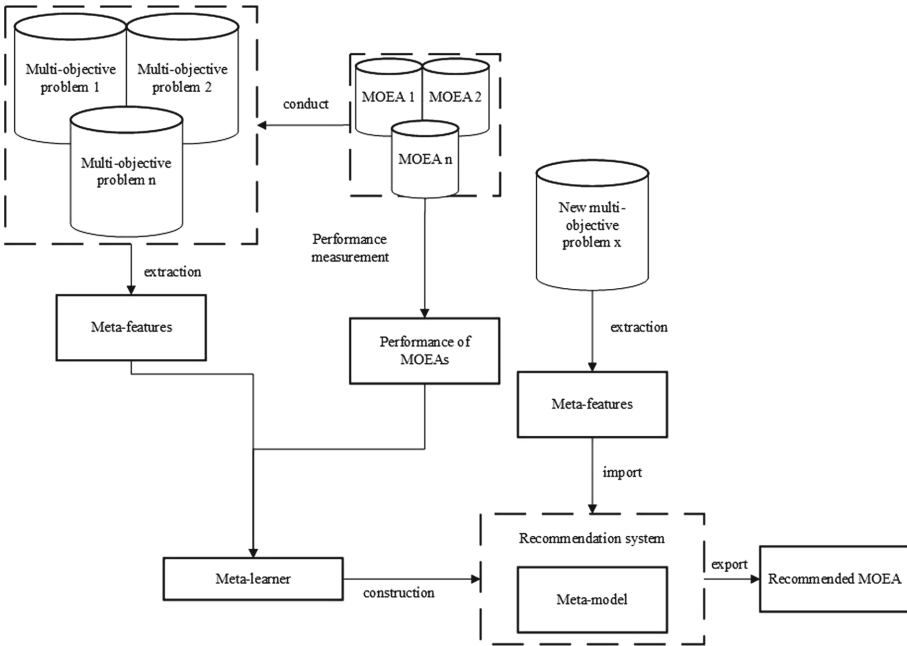 Multi-objective
problem 1
Multi-objective
problem 2
Multi-objective
problem n
conduct
MOEA 1
MOEA 2
MOEA n
New multi-
objective
problem x
Performance
measurement
extraction
Meta-features
Performance of
MOEAs
extraction
Meta-features
import
Recommendation system
Meta-learner
construction
Meta-model
export
Recommended MOEA